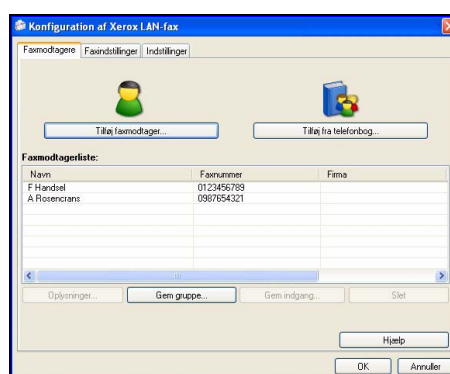 Konfiguration af Xerox LAN-fax
Faxmodtagere Faxindstillinger Indstillinger
Tilføj faxmodtager... Tilføj fra telefonbog...
Faxmodtagerliste:
Navn Faxnummer Firma
F Handsel 0123456789
A Rosencrans 0987654321
Oplysninger... Gem gruppe... Gem indgang... Slet
Hjælp
OK Annuller